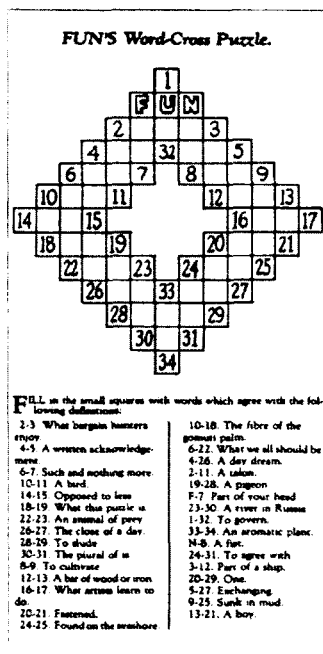 FUN'S Word-Cross Puzzle.
1
F U N
2 3
4 32 5
6 7 8 9
10 11 12 13
14 15 16 17
18 19 20 21
22 23 24 25
26 33 27
28 29
30 31
34
FILL in the small squares with words which agree with the fol-
lowing definitions:
2-3. What bargain hunters
enjoy.
4-5. A written acknowledge-
ment.
6-7. Such and nothing more.
10-11. A bird.
14-15. Opposed to less.
18-19. What this puzzle is.
22-23. An animal of prey.
26-27. The close of a day.
28-29. To elude.
30-31. The plural of is.
8-9. To cultivate.
12-13. A bar of wood or iron.
16-17. What artists learn to
do.
20-21. Fastened.
24-25. Found on the seashore.
10-18. The fibre of the
gomuti palm.
6-22. What we all should be.
4-26. A day dream.
2-11. A talon.
19-28. A pigeon.
F-7. Part of your head.
23-30. A river in Russia.
1-32. To govern.
33-34. An aromatic plant.
N-8. A fist.
24-31. To agree with.
3-12. Part of a ship.
20-29. One.
5-27. Exchanging.
9-25. Sunk in mud.
13-21. A boy.